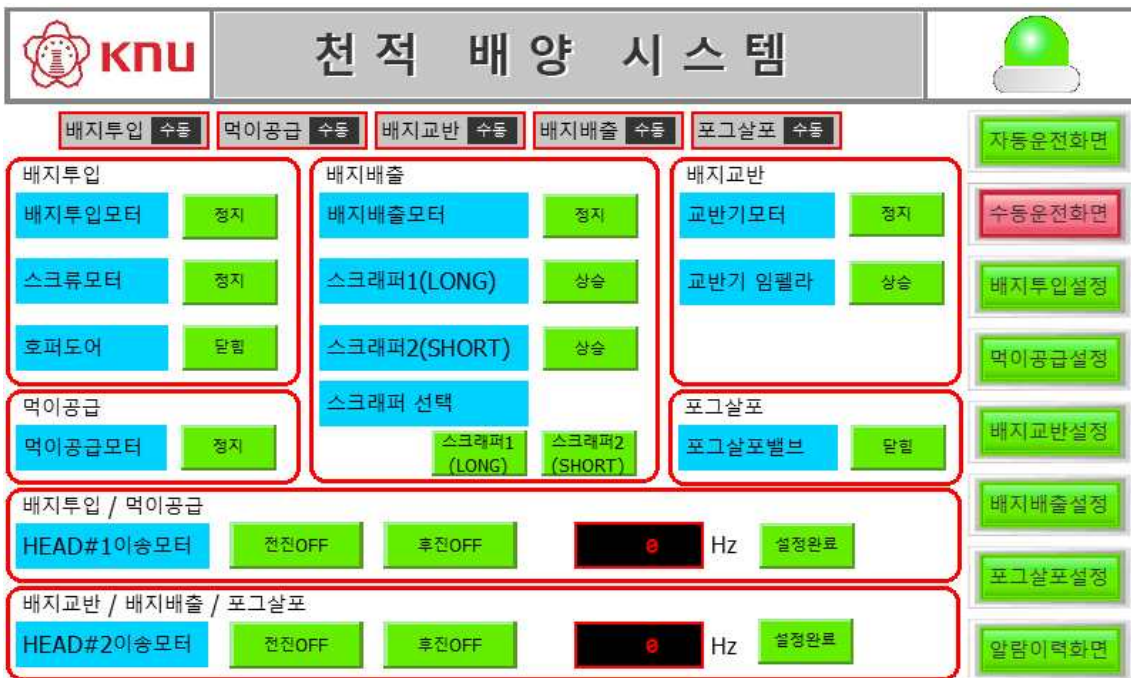 KNU
천적 배양 시스템
배지투입 수동 먹이공급 수동 배지교반 수동 배지배출 수동 포그살포 수동
자동운전화면
수동운전화면
배지투입설정
먹이공급설정
배지교반설정
배지배출설정
포그살포설정
알람이력화면
배지투입
배지투입모터 정지
스크류모터 정지
호퍼도어 닫힘
배지배출
배지배출모터 정지
스크래퍼1(LONG) 상승
스크래퍼2(SHORT) 상승
스크래퍼 선택
스크래퍼1 (LONG)
스크래퍼2 (SHORT)
배지교반
교반기모터 정지
교반기 임펠라 상승
먹이공급
먹이공급모터 정지
포그살포
포그살포밸브 닫힘
배지투입 / 먹이공급
HEAD#1이송모터 전진OFF 후진OFF 0 Hz 설정완료
배지교반 / 배지배출 / 포그살포
HEAD#2이송모터 전진OFF 후진OFF 0 Hz 설정완료